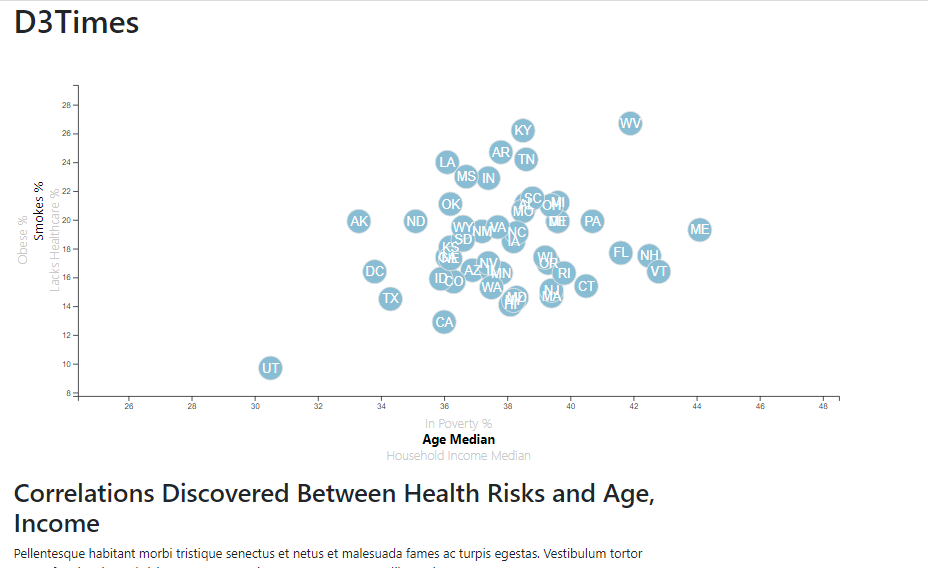 D3Times
28
26
24
22
20
18
16
14
12
10
8
Obese %
Smokes %
Lacks Healthcare %
WV
KY
AR
TN
LA
MS
IN
OK
SC
MI
MO
AK
ND
PA
WY
NM
VA
NC
ME
SD
IA
KS
FL
NH
WI
OR
NV
DC
AZ
MN
RI
VT
ID
CO
WA
CT
NJ
MA
TX
MD
HI
CA
UT
26 28 30 32 34 36 38 40 42 44 46 48
In Poverty %
Age Median
Household Income Median
Correlations Discovered Between Health Risks and Age,
Income
Pellentesque habitant morbi tristique senectus et netus et malesuada fames ac turpis egestas. Vestibulum tortor